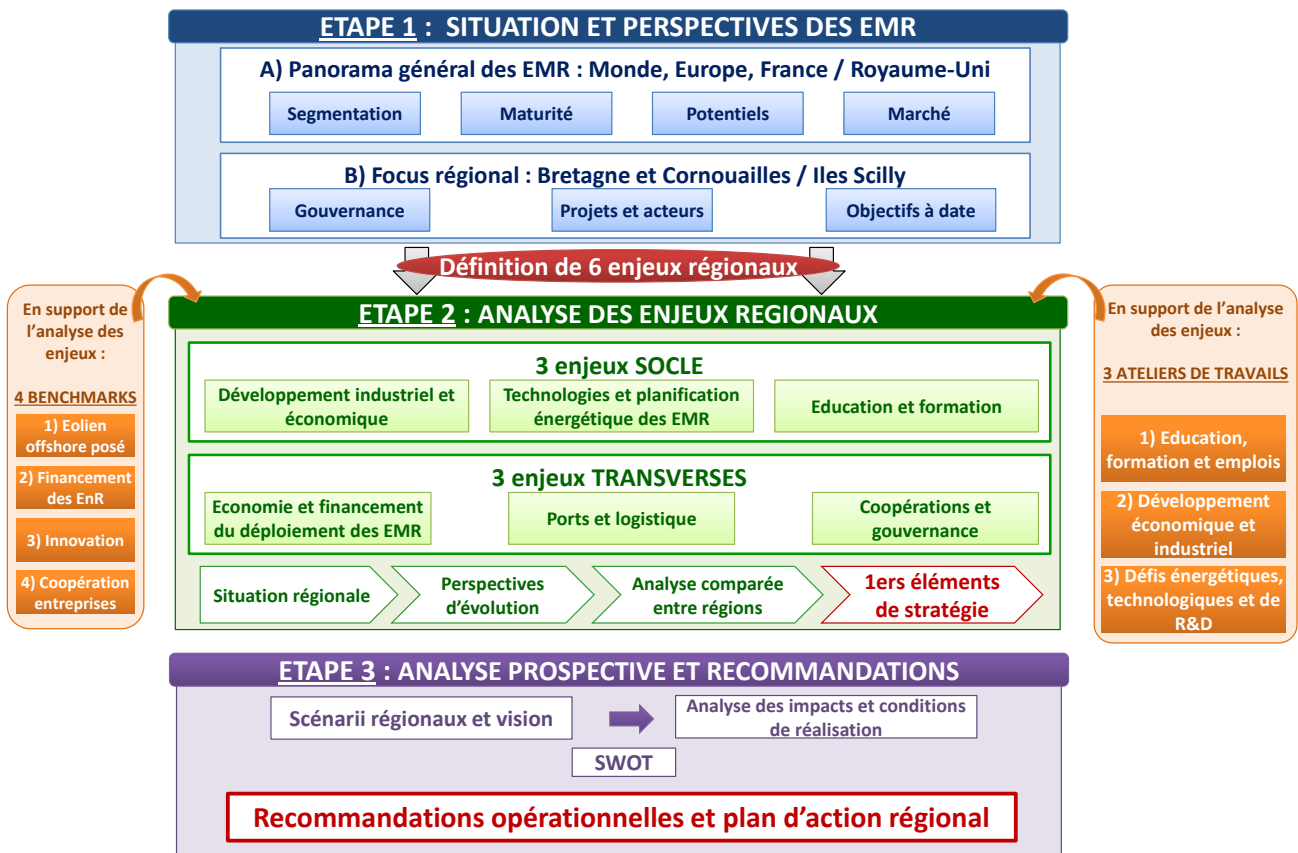 ETAPE 1 : SITUATION ET PERSPECTIVES DES EMR
A) Panorama général des EMR : Monde, Europe, France / Royaume-Uni
Segmentation
Maturité
Potentiels
Marché
B) Focus régional : Bretagne et Cornouailles / Iles Scilly
Gouvernance
Projets et acteurs
Objectifs à date
Définition de 6 enjeux régionaux
En support de
l'analyse des
enjeux :
4 BENCHMARKS
1) Eolien
offshore posé
2) Financement
des EnR
3) Innovation
4) Coopération
entreprises
ETAPE 2 : ANALYSE DES ENJEUX REGIONAUX
3 enjeux SOCLE
Développement industriel et
économique
Technologies et planification
énergétique des EMR
Education et formation
3 enjeux TRANSVERSES
Economie et financement
du déploiement des EMR
Ports et logistique
Coopérations et
gouvernance
Situation régionale
Perspectives
d'évolution
Analyse comparée
entre régions
1ers éléments
de stratégie
En support de l'analyse
des enjeux :
3 ATELIERS DE TRAVAILS
1) Education,
formation et emplois
2) Développement
économique et
industriel
3) Défis énergétiques,
technologiques et de
R&D
ETAPE 3 : ANALYSE PROSPECTIVE ET RECOMMANDATIONS
Scénarii régionaux et vision
Analyse des impacts et conditions
de réalisation
SWOT
Recommandations opérationnelles et plan d'action régional